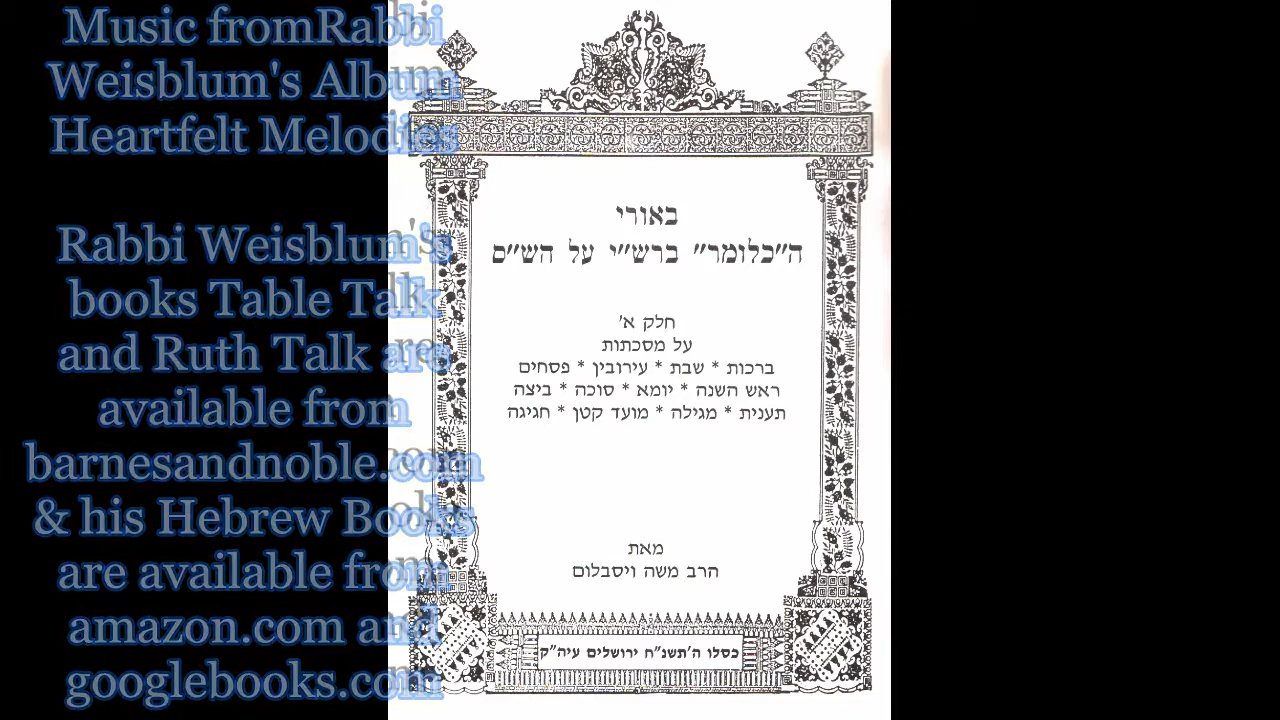 Music fromRabbi
Weisblum's Album
Heartfelt Melodies
Rabbi Weisblum's
books Table Talk
and Ruth Talk are
available from
barnesandnoble.com
& his Hebrew Books
are available from
amazon.com and
googlebooks.com
באורי
ה״כלומר״ ברש״י על הש״ס
חלק א׳
על מסכתות
ברכות * שבת * עירובין * פסחים
ראש השנה * יומא * סוכה * ביצה
תענית * מגילה * מועד קטן * חגיגה
מאת
הרב משה ויסבלום
כסלו ה׳תשנ״ח ירושלים עיה״ק